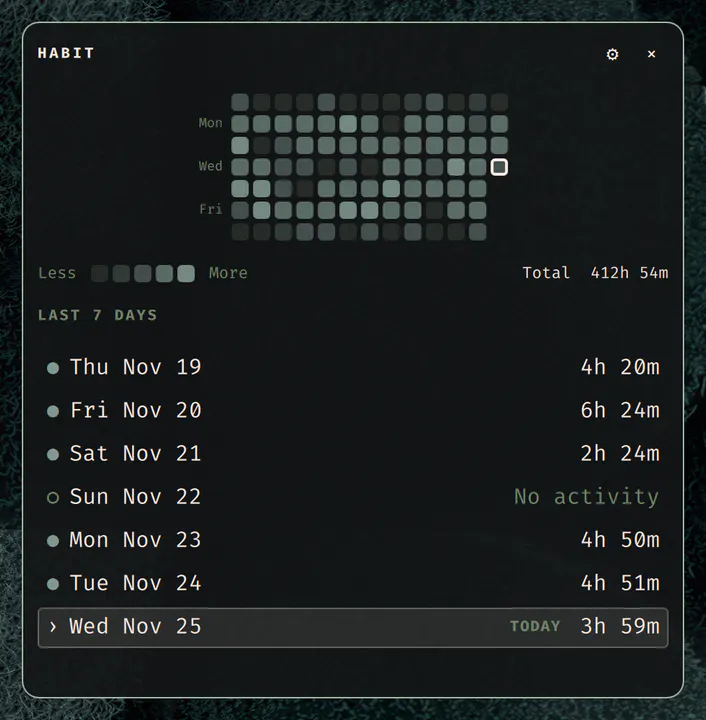 HABIT ⚙ ×
Mon
Wed
Fri
Less More Total 412h 54m
LAST 7 DAYS
Thu Nov 19 4h 20m
Fri Nov 20 6h 24m
Sat Nov 21 2h 24m
Sun Nov 22 No activity
Mon Nov 23 4h 50m
Tue Nov 24 4h 51m
› Wed Nov 25 TODAY 3h 59m